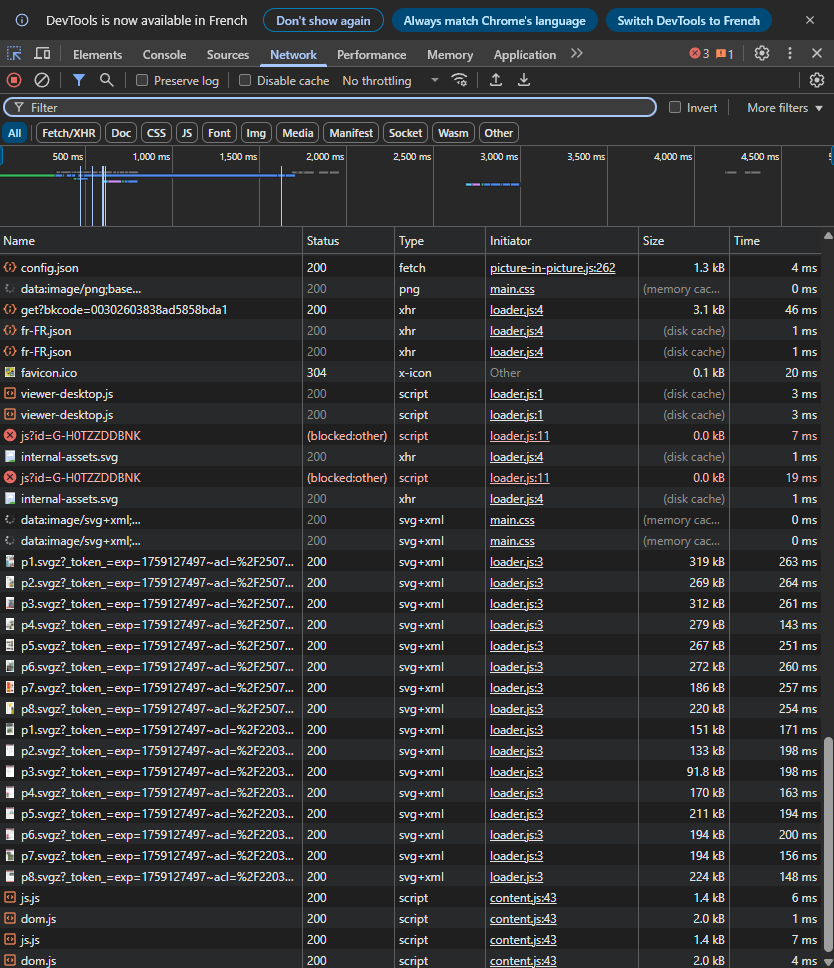 DevTools is now available in French Don't show again Always match Chrome's language Switch DevTools to French
Elements Console Sources Network Performance Memory Application 3 1
Preserve log Disable cache No throttling
Filter Invert More filters
All Fetch/XHR Doc CSS JS Font Img Media Manifest Socket Wasm Other
500 ms 1,000 ms 1,500 ms 2,000 ms 2,500 ms 3,000 ms 3,500 ms 4,000 ms 4,500 ms
Name Status Type Initiator Size Time
config.json 200 fetch picture-in-picture.js:262 1.3 kB 4 ms
data:image/png;base... 200 png main.css (memory cac... 0 ms
get?bkcode=00302603838ad5858bda1 200 xhr loader.js:4 3.1 kB 46 ms
fr-FR.json 200 xhr loader.js:4 (disk cache) 1 ms
fr-FR.json 200 xhr loader.js:4 (disk cache) 1 ms
favicon.ico 304 x-icon Other 0.1 kB 20 ms
viewer-desktop.js 200 script loader.js:1 (disk cache) 3 ms
viewer-desktop.js 200 script loader.js:1 (disk cache) 3 ms
js?id=G-H0TZZDDBNK (blocked:other) script loader.js:11 0.0 kB 7 ms
internal-assets.svg 200 xhr loader.js:4 (disk cache) 1 ms
js?id=G-H0TZZDDBNK (blocked:other) script loader.js:11 0.0 kB 19 ms
internal-assets.svg 200 xhr loader.js:4 (disk cache) 1 ms
data:image/svg+xml;... 200 svg+xml main.css (memory cac... 0 ms
data:image/svg+xml;... 200 svg+xml main.css (memory cac... 0 ms
p1.svgz?_token_=exp=1759127497~acl=%2F2507... 200 svg+xml loader.js:3 319 kB 263 ms
p2.svgz?_token_=exp=1759127497~acl=%2F2507... 200 svg+xml loader.js:3 269 kB 264 ms
p3.svgz?_token_=exp=1759127497~acl=%2F2507... 200 svg+xml loader.js:3 312 kB 261 ms
p4.svgz?_token_=exp=1759127497~acl=%2F2507... 200 svg+xml loader.js:3 279 kB 143 ms
p5.svgz?_token_=exp=1759127497~acl=%2F2507... 200 svg+xml loader.js:3 267 kB 251 ms
p6.svgz?_token_=exp=1759127497~acl=%2F2507... 200 svg+xml loader.js:3 272 kB 260 ms
p7.svgz?_token_=exp=1759127497~acl=%2F2507... 200 svg+xml loader.js:3 186 kB 257 ms
p8.svgz?_token_=exp=1759127497~acl=%2F2507... 200 svg+xml loader.js:3 220 kB 254 ms
p1.svgz?_token_=exp=1759127497~acl=%2F2203... 200 svg+xml loader.js:3 151 kB 171 ms
p2.svgz?_token_=exp=1759127497~acl=%2F2203... 200 svg+xml loader.js:3 133 kB 198 ms
p3.svgz?_token_=exp=1759127497~acl=%2F2203... 200 svg+xml loader.js:3 91.8 kB 198 ms
p4.svgz?_token_=exp=1759127497~acl=%2F2203... 200 svg+xml loader.js:3 170 kB 163 ms
p5.svgz?_token_=exp=1759127497~acl=%2F2203... 200 svg+xml loader.js:3 211 kB 194 ms
p6.svgz?_token_=exp=1759127497~acl=%2F2203... 200 svg+xml loader.js:3 194 kB 200 ms
p7.svgz?_token_=exp=1759127497~acl=%2F2203... 200 svg+xml loader.js:3 194 kB 156 ms
p8.svgz?_token_=exp=1759127497~acl=%2F2203... 200 svg+xml loader.js:3 224 kB 148 ms
js.js 200 script content.js:43 1.4 kB 6 ms
dom.js 200 script content.js:43 2.0 kB 1 ms
js.js 200 script content.js:43 1.4 kB 7 ms
dom.js 200 script content.js:43 2.0 kB 4 ms